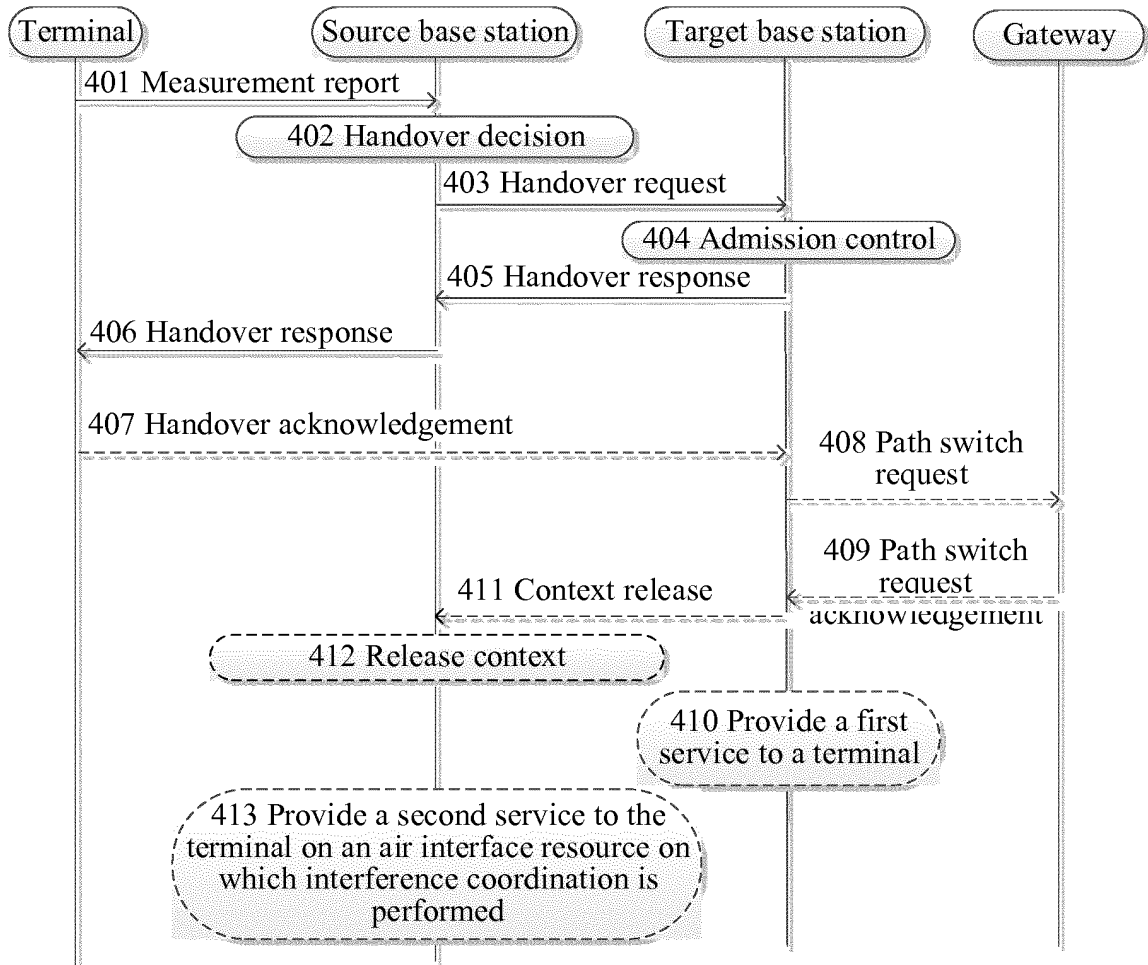 Terminal
Source base station
Target base station
Gateway
401 Measurement report
402 Handover decision
403 Handover request
404 Admission control
405 Handover response
406 Handover response
407 Handover acknowledgement
408 Path switch
request
409 Path switch
request
acknowledgement
411 Context release
412 Release context
410 Provide a first
service to a terminal
413 Provide a second service to the
terminal on an air interface resource on
which interference coordination is
performed